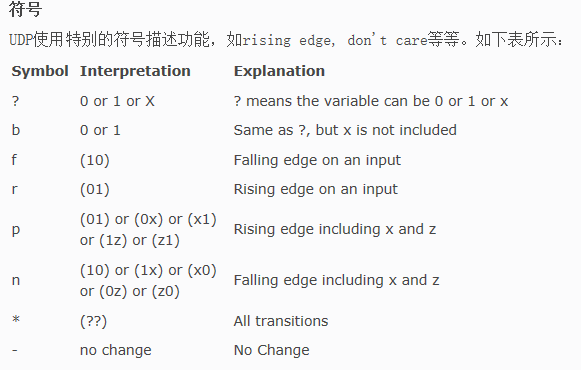 符号
UDP使用特别的符号描述功能，如rising edge, don't care等等。如下表所示：
Symbol Interpretation Explanation
? 0 or 1 or X ? means the variable can be 0 or 1 or x
b 0 or 1 Same as ?, but x is not included
f (10) Falling edge on an input
r (01) Rising edge on an input
p (01) or (0x) or (x1) or (1z) or (z1) Rising edge including x and z
n (10) or (1x) or (x0) or (0z) or (z0) Falling edge including x and z
* (??) All transitions
- no change No Change